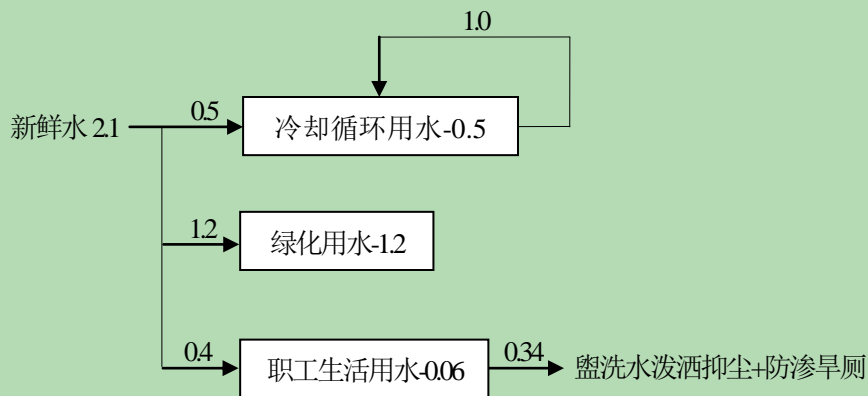 1.0
新鲜水 2.1
0.5
冷却循环用水-0.5
1.2
绿化用水-1.2
0.4
职工生活用水-0.06
0.34
盥洗水泼洒抑尘+防渗旱厕